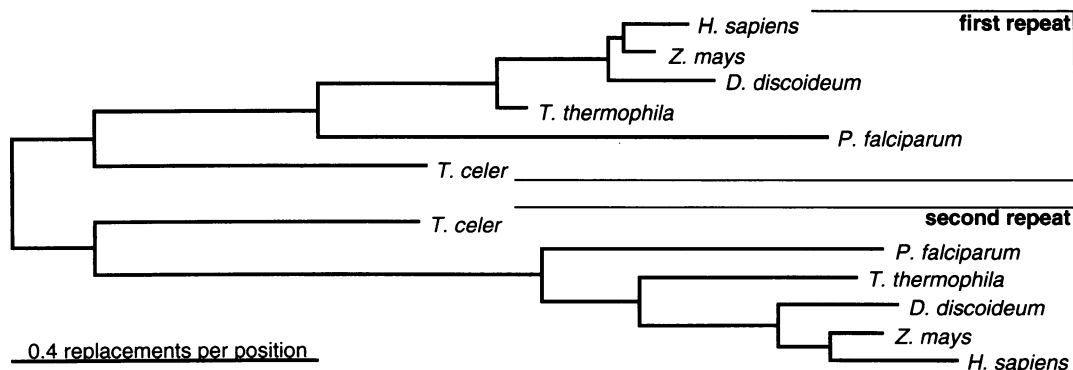 H. sapiens
first repeat
Z. mays
D. discoideum
T. thermophila
P. falciparum
T. celer
second repeat
T. celer
P. falciparum
T. thermophila
D. discoideum
Z. mays
H. sapiens
0.4 replacements per position